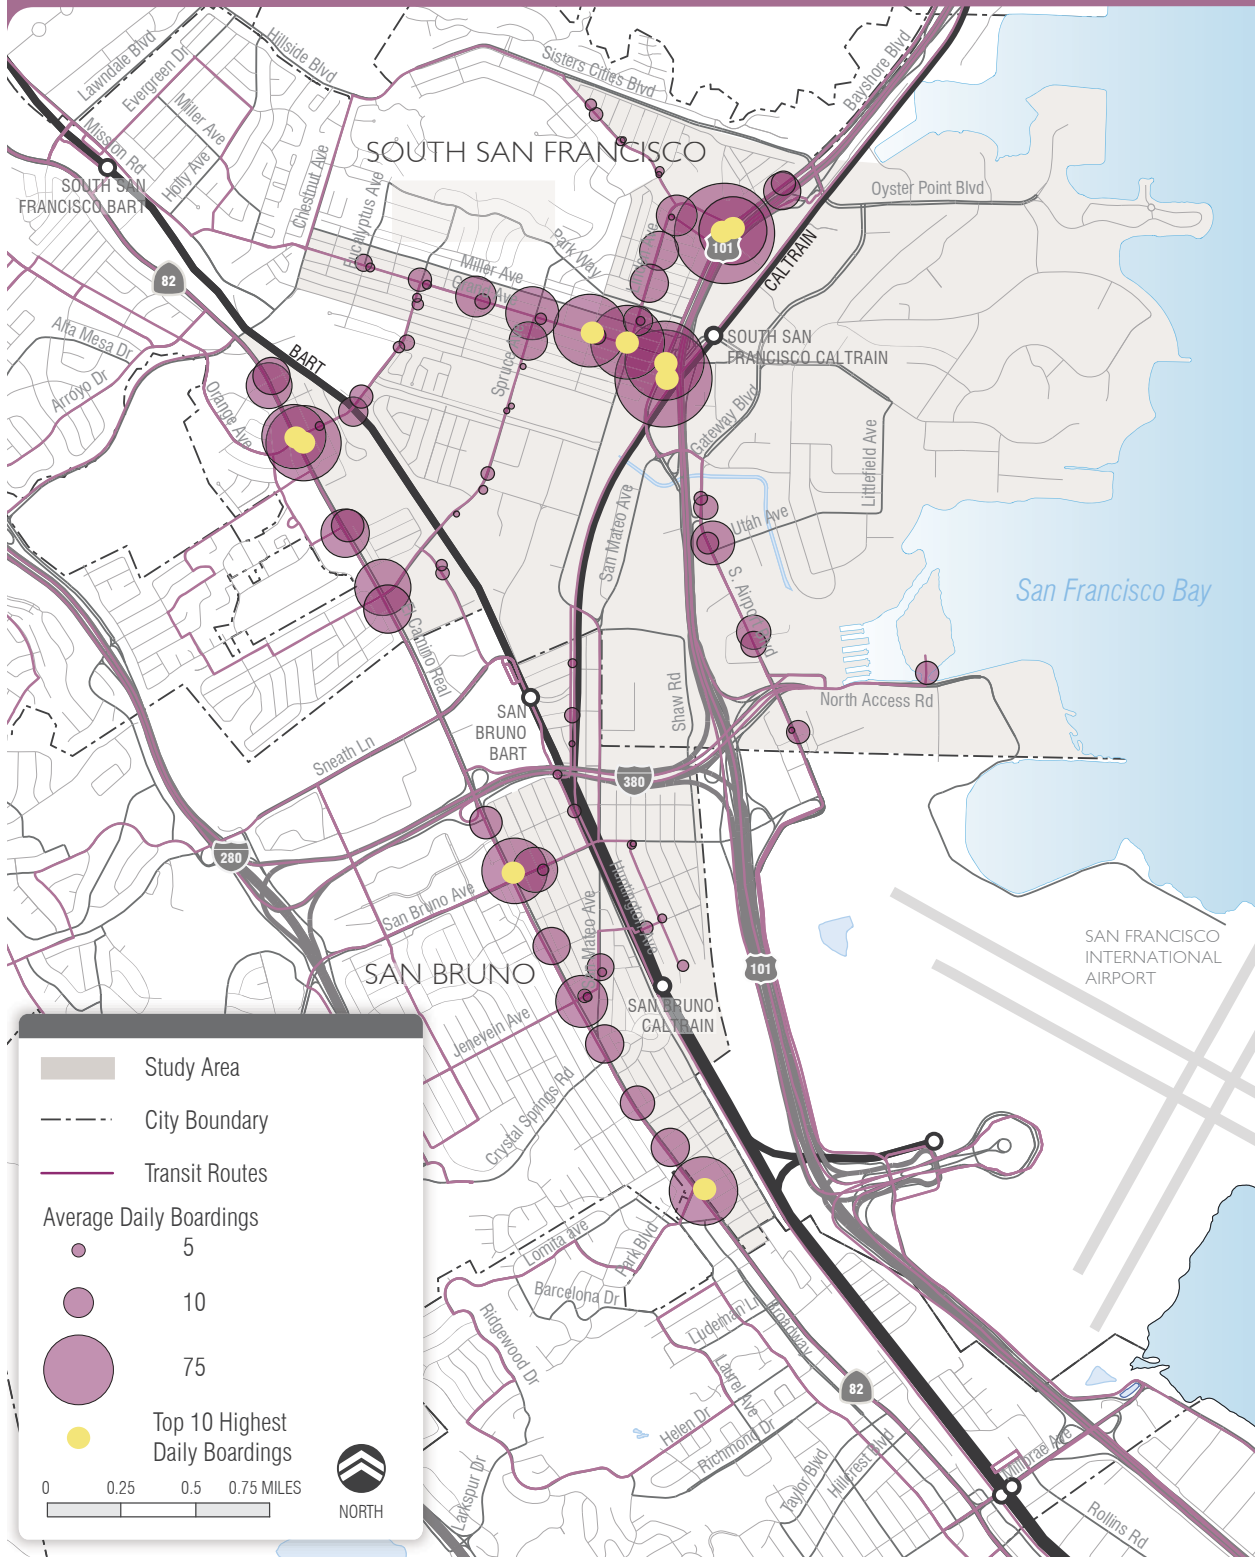 Lawndale Blvd
Evergreen Dr
Hillside Blvd
Sisters Cities Blvd
Bayshore Blvd
Miller Ave
Mission Rd
Holly Ave
Chestnut Ave
SOUTH SAN FRANCISCO
SOUTH SAN
FRANCISCO BART
Eucalyptus Ave
Oyster Point Blvd
Park Way
101
CALTRAIN
Miller Ave
Grand Ave
82
SOUTH SAN
FRANCISCO CALTRAIN
Alta Mesa Dr
BART
Arroyo Dr
Orange Ave
Spruce Ave
Gateway Blvd
Littlefield Ave
San Mateo Ave
Utah Ave
San Francisco Bay
S. Airport Blvd
El Camino Real
North Access Rd
Shaw Rd
SAN
BRUNO
BART
Sneath Ln
380
280
San Bruno Ave
Huntington Ave
Mateo Ave
SAN FRANCISCO
INTERNATIONAL
AIRPORT
101
SAN BRUNO
SAN BRUNO
CALTRAIN
Jenevein Ave
Crystal Springs Rd
Study Area
City Boundary
Transit Routes
Average Daily Boardings
5
10
75
Top 10 Highest
Daily Boardings
0 0.25 0.5 0.75 MILES
NORTH
Lomita ave
Park Blvd
Barcelona Dr
Ridgewood Dr
Ludeman Ln
Broadway
Laurel Ave
82
Helen Dr
Richmond Dr
Taylor Blvd
Hillcrest Blvd
Millbrae Ave
Larkspur Dr
Rollins Rd